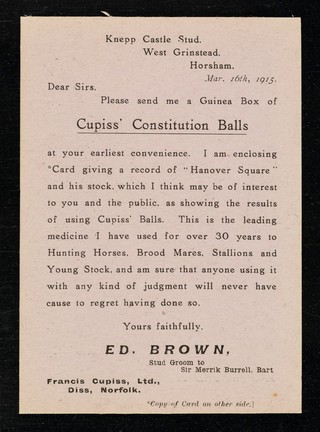 Knepp Castle Stud.
West Grinstead.
Horsham.
Mar. 16th, 1915.
Dear Sirs.
Please send me a Guinea Box of
Cupiss' Constitution Balls
at your earliest convenience. I am enclosing
*Card giving a record of "Hanover Square"
and his stock, which I think may be of interest
to you and the public, as showing the results
of using Cupiss' Balls. This is the leading
medicine I have used for over 30 years to
Hunting Horses, Brood Mares, Stallions and
Young Stock, and am sure that anyone using it
with any kind of judgment will never have
cause to regret having done so.
Yours faithfully,
ED. BROWN,
Stud Groom to
Sir Merrik Burrell, Bart
Francis Cupiss, Ltd.,
Diss, Norfolk.
*Copy of Card on other side.]